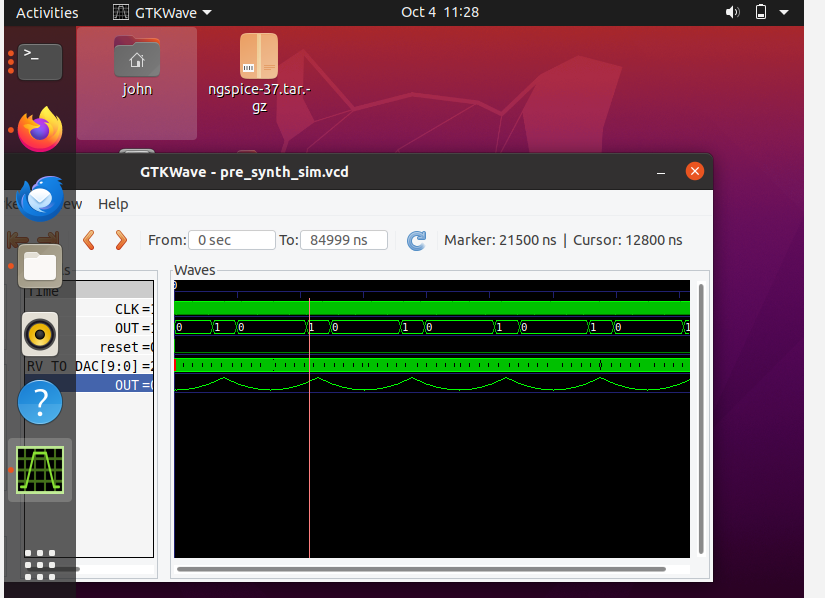 Activities GTKWave Oct 4 11:28
john
ngspice-37.tar.-
gz
GTKWave - pre_synth_sim.vcd
Help
From: 0 sec To: 84999 ns Marker: 21500 ns | Cursor: 12800 ns
Waves
Time
0
CLK =1
OUT =1 0 1 0 1 0 1 0 1 0 1 0 1
reset =0
RV TO DAC[9:0] =2
OUT =0